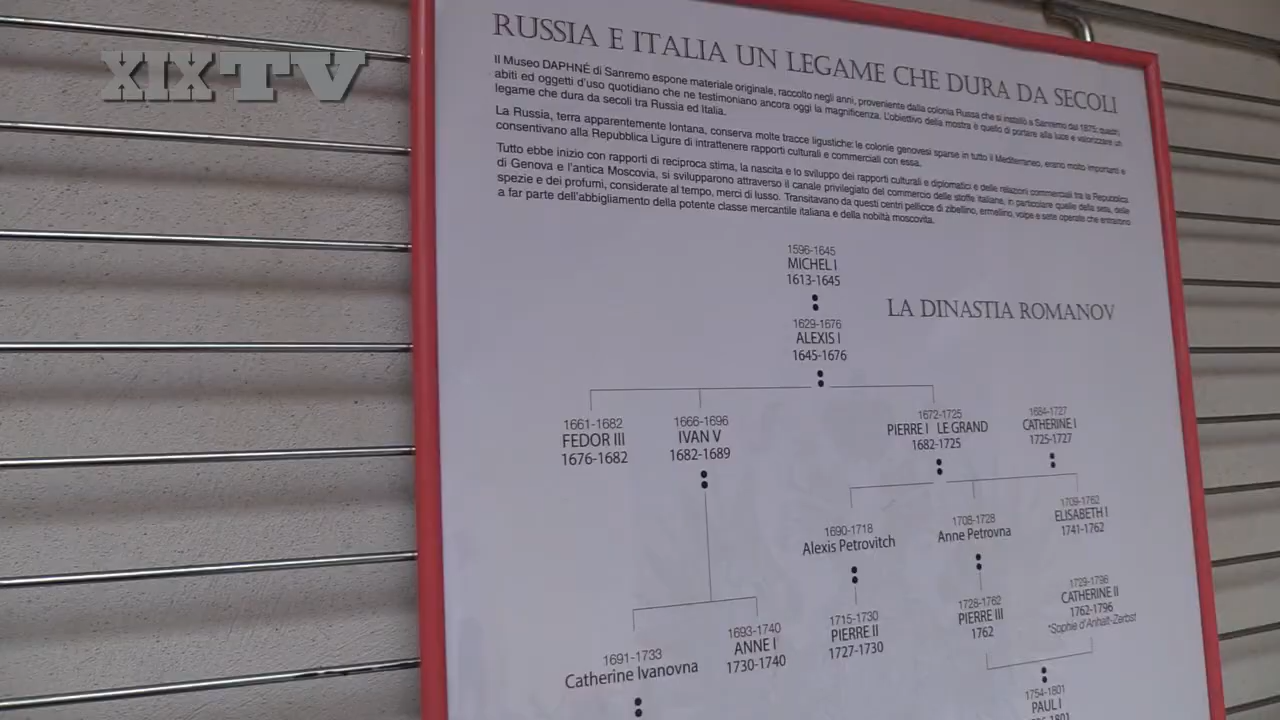 XIXTV
RUSSIA E ITALIA UN LEGAME CHE DURA DA SECOLI
Il Museo DAPHNÉ di Sanremo espone materiale originale, raccolto negli anni, proveniente dalla colonia Russa che si installò a Sanremo dal 1875; quadri,
abiti ed oggetti d'uso quotidiano che ne testimoniano ancora oggi la magnificenza. L'obiettivo della mostra è quello di portare alla luce e valorizzare un
legame che dura da secoli tra Russia ed Italia.
La Russia, terra apparentemente lontana, conserva molte tracce ligustiche: le colonie genovesi sparse in tutto il Mediterraneo, erano molto importanti e
consentivano alla Repubblica Ligure di intrattenere rapporti culturali e commerciali con essa.
Tutto ebbe inizio con rapporti di reciproca stima, la nascita e lo sviluppo dei rapporti culturali e diplomatici e delle relazioni commerciali tra la Repubblica
di Genova e l'antica Moscovia, si svilupparono attraverso il canale privilegiato del commercio delle stoffe italiane, in particolare quelle della seta, delle
spezie e dei profumi, considerate al tempo, merci di lusso. Transitavano da questi centri pellicce di zibellino, ermellino, volpe e sete operate che entrarono
a far parte dell'abbigliamento della potente classe mercantile italiana e della nobiltà moscovita.
1596-1645
MICHEL I
1613-1645
LA DINASTIA ROMANOV
1629-1676
ALEXIS I
1645-1676
1661-1682
FEDOR III
1676-1682
1666-1696
IVAN V
1682-1689
1672-1725
PIERRE I LE GRAND
1682-1725
1684-1727
CATHERINE I
1725-1727
1690-1718
Alexis Petrovitch
1708-1728
Anne Petrovna
1709-1762
ELISABETH I
1741-1762
1691-1733
Catherine Ivanovna
1693-1740
ANNE I
1730-1740
1715-1730
PIERRE II
1727-1730
1728-1762
PIERRE III
1762
1729-1796
CATHERINE II
1762-1796
*Sophie d'Anhalt-Zerbst
1754-1801
PAUL I